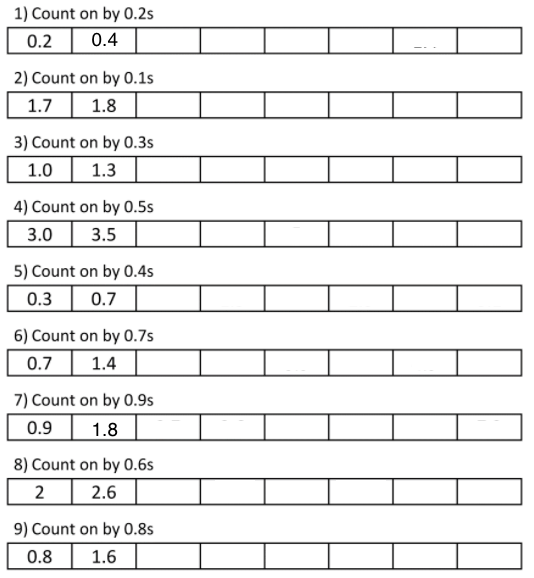 1) Count on by 0.2s
0.2 0.4
2) Count on by 0.1s
1.7 1.8
3) Count on by 0.3s
1.0 1.3
4) Count on by 0.5s
3.0 3.5
5) Count on by 0.4s
0.3 0.7
6) Count on by 0.7s
0.7 1.4
7) Count on by 0.9s
0.9 1.8
8) Count on by 0.6s
2 2.6
9) Count on by 0.8s
0.8 1.6